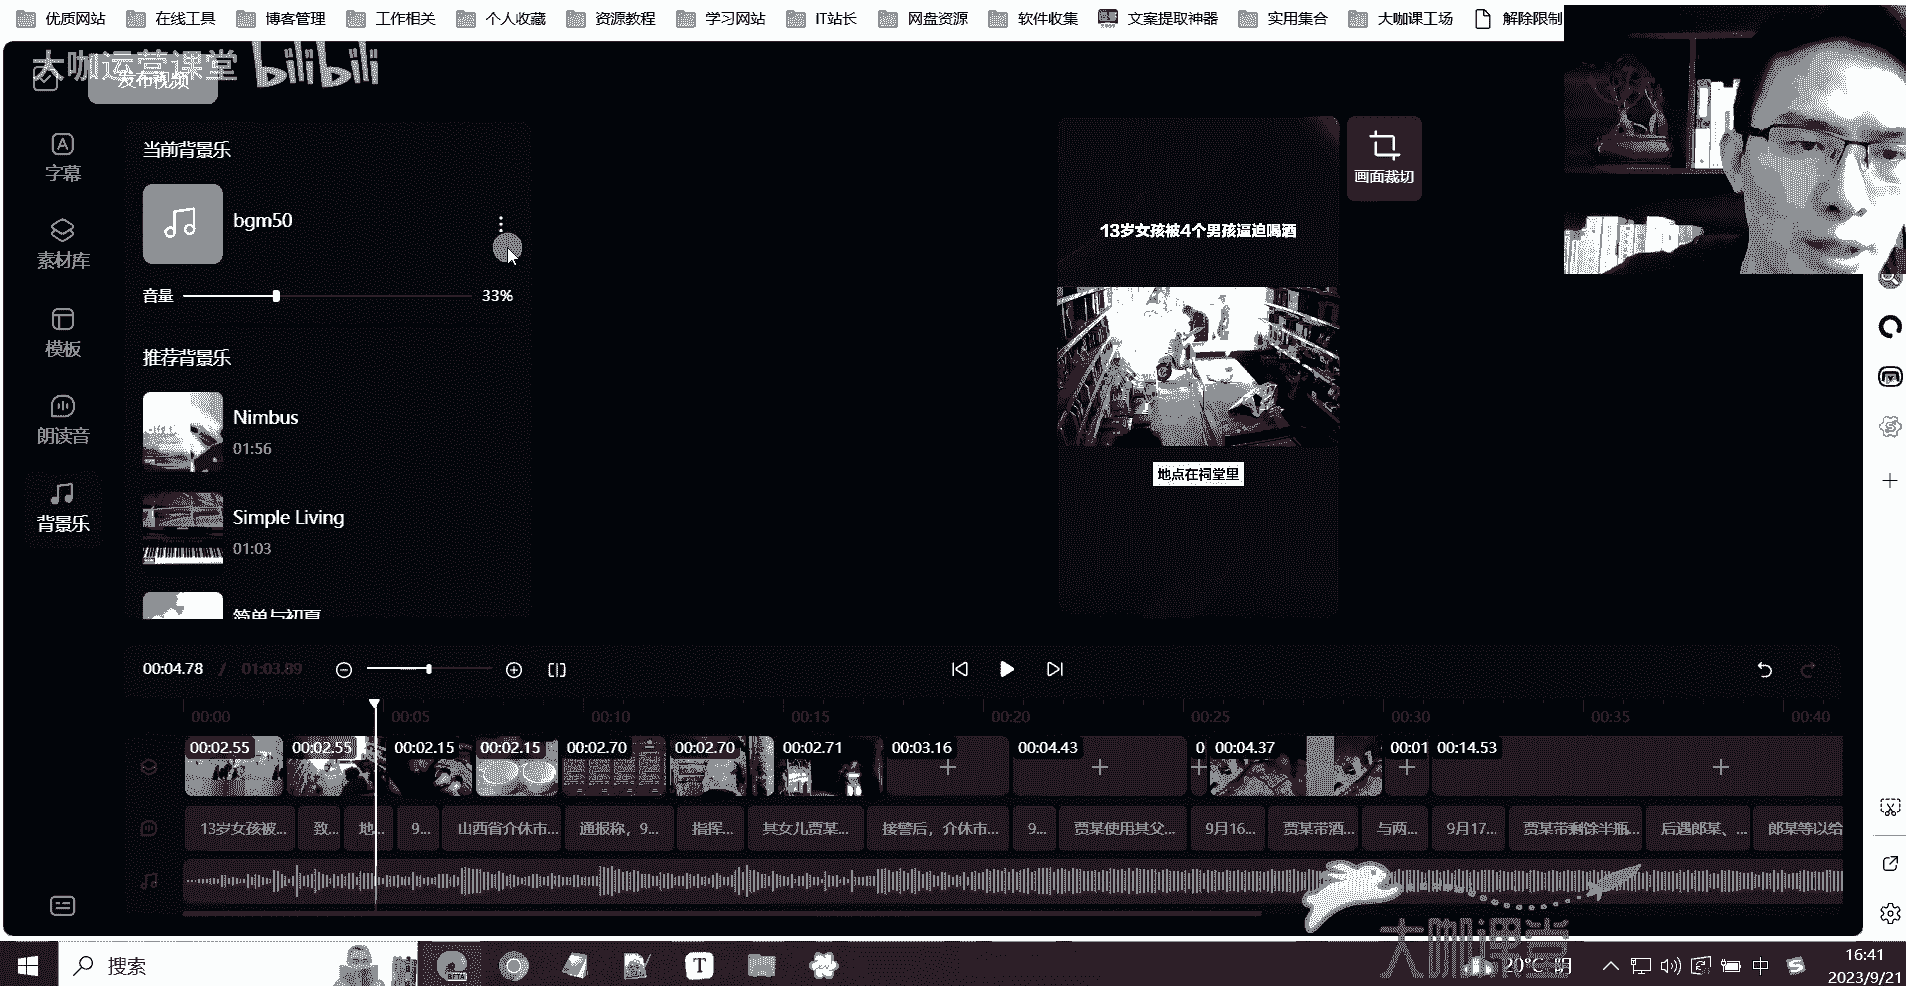 优质网站 在线工具 博客管理 工作相关 个人收藏 资源教程 学习网站 IT站长 网盘资源 软件收集 文案提取神器 实用集合 大咖课工场 解除限制
大咖运营课堂 bilibili
发布视频
字幕
素材库
模板
朗读音
背景乐
当前背景乐
bgm50
音量 33%
推荐背景乐
Nimbus
01:56
Simple Living
01:03
简单与初夏
画面裁切
13岁女孩被4个男孩逼迫喝酒
地点在祠堂里
00:04.78 / 01:03.89
00:00 00:05 00:10 00:15 00:20 00:25 00:30 00:35 00:40
00:02.55 00:02.55 00:02.15 00:02.15 00:02.70 00:02.70 00:02.71 00:03.16 00:04.43 0 00:04.37 00:01 00:14.53
13岁女孩被... 致... 地... 9... 山西省介休市... 通报称，9... 指挥... 其女儿贾某... 接警后，介休市... 9... 贾某使用其父... 9月16... 贾某带酒... 与两... 9月17... 贾某带剩馀半瓶... 后遇郎某、... 郎某等以给
大咖课堂
搜索
BETA
T
20°C 阴
中
16:41
2023/9/21